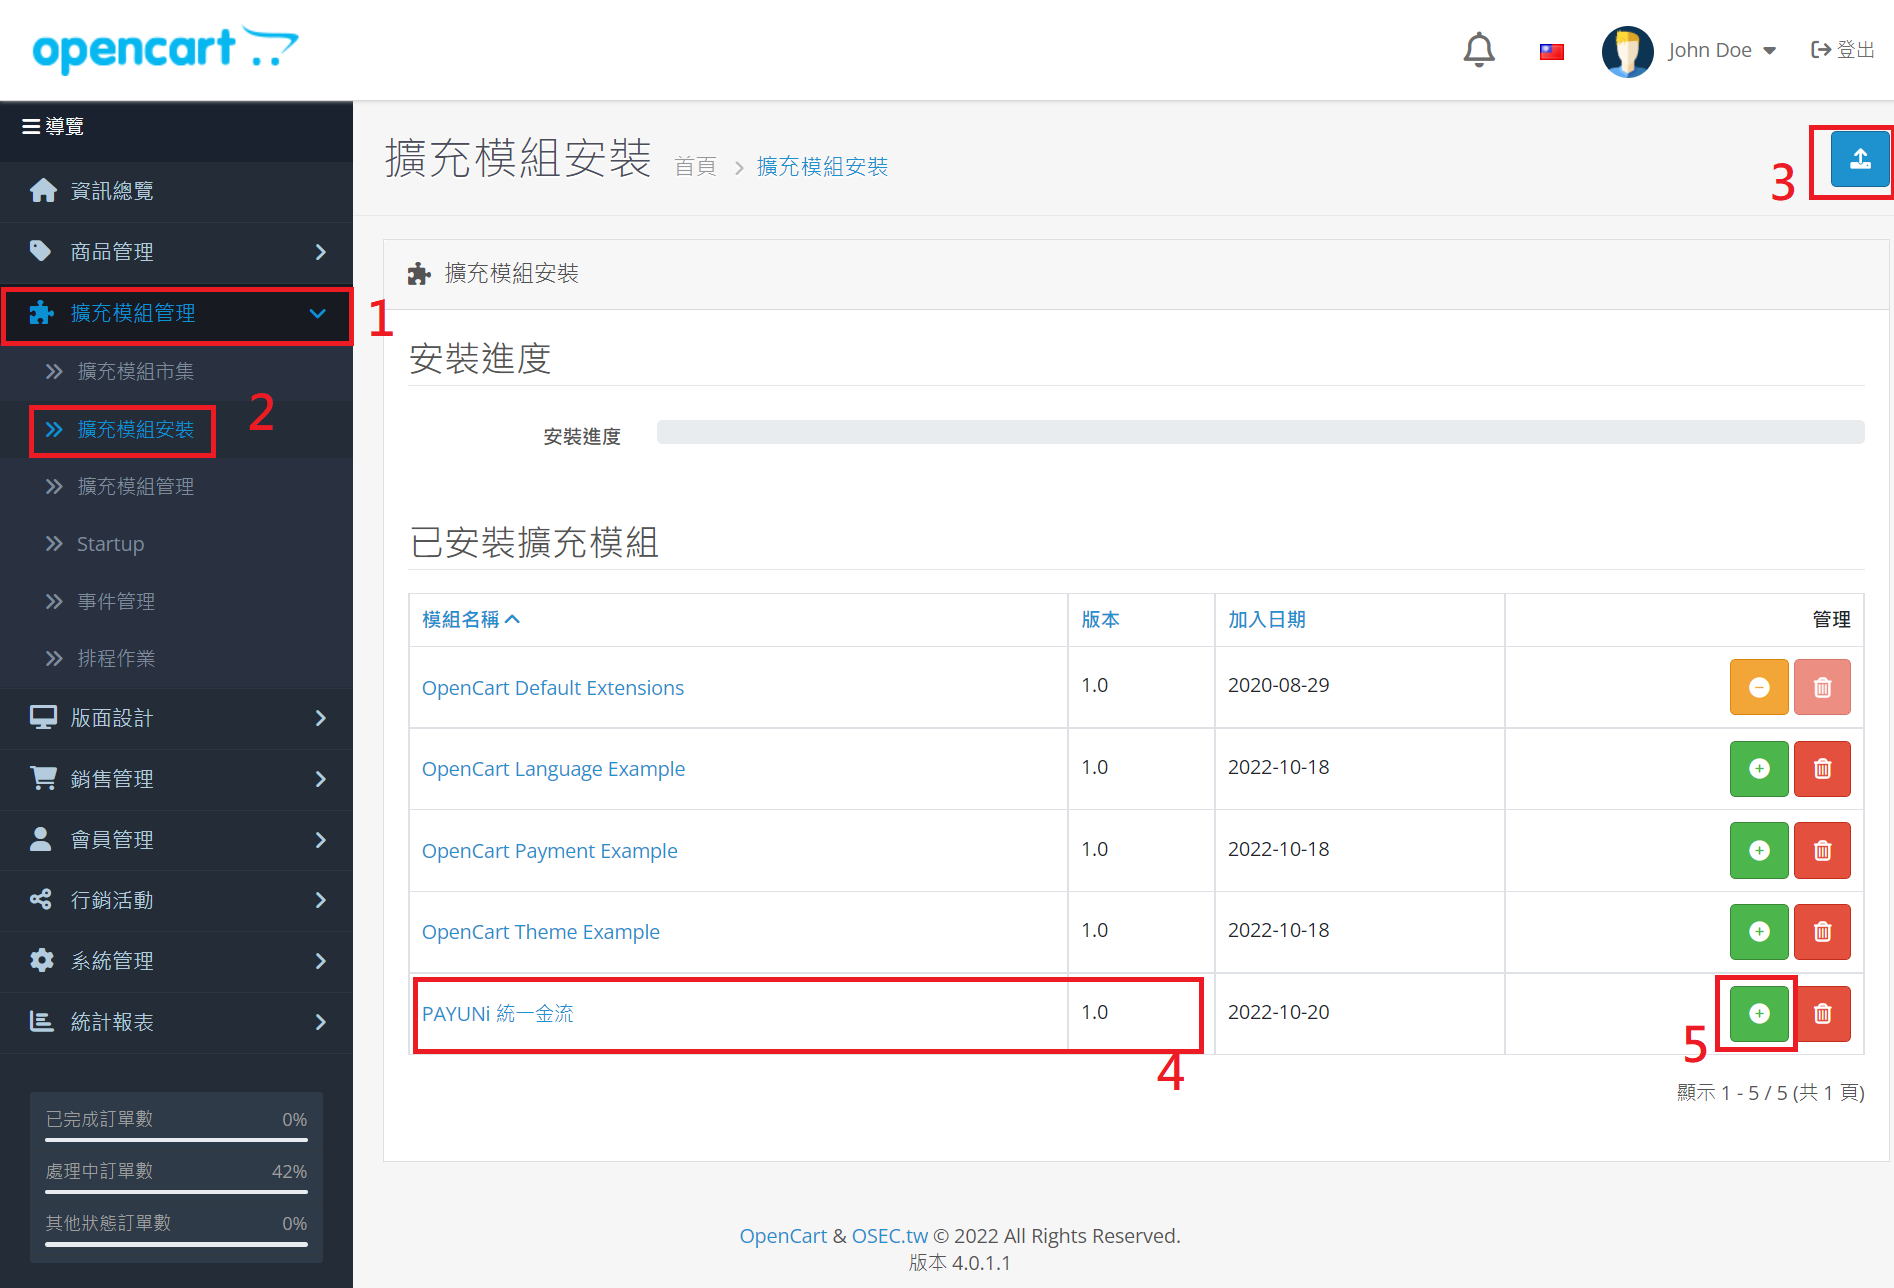 opencart
John Doe
登出
導覽
資訊總覽
商品管理
擴充模組管理
1
擴充模組市集
擴充模組安裝
2
擴充模組管理
Startup
事件管理
排程作業
版面設計
銷售管理
會員管理
行銷活動
系統管理
統計報表
已完成訂單數 0%
處理中訂單數 42%
其他狀態訂單數 0%
擴充模組安裝 首頁 > 擴充模組安裝
3
擴充模組安裝
安裝進度
安裝進度
已安裝擴充模組
模組名稱 版本 加入日期 管理
OpenCart Default Extensions 1.0 2020-08-29
OpenCart Language Example 1.0 2022-10-18
OpenCart Payment Example 1.0 2022-10-18
OpenCart Theme Example 1.0 2022-10-18
PAYUNi 統一金流 1.0 2022-10-20
4
5
顯示 1 - 5 / 5 (共 1 頁)
OpenCart & OSEC.tw © 2022 All Rights Reserved.
版本 4.0.1.1